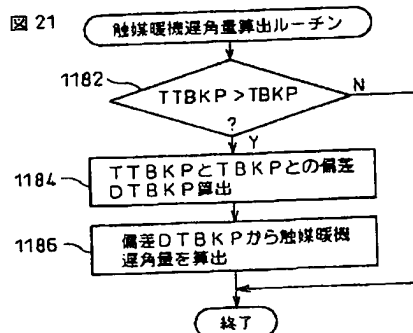 図 21
触媒暖機遅角量算出ルーチン
1182
TTBKP>TBKP
N
?
Y
1184
TTBKPとTBKPとの偏差
DTBKP算出
1186
偏差DTBKPから触媒暖機
遅角量を算出
終了